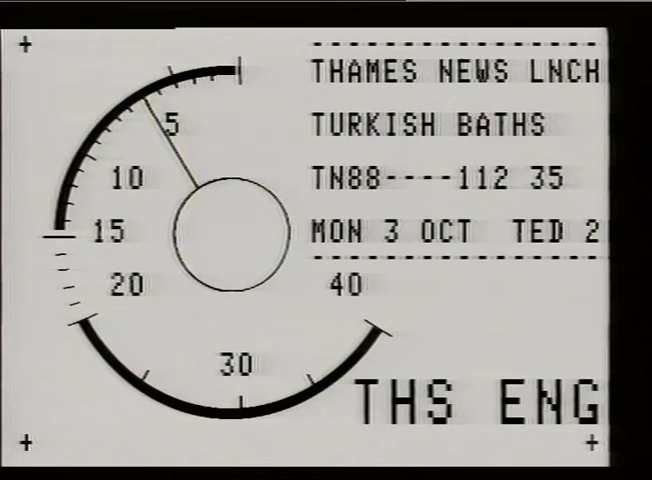 THAMES NEWS LNCH
TURKISH BATHS
TN88----112 35
MON 3 OCT TED 2
5
10
15
20
30
40
THS ENG